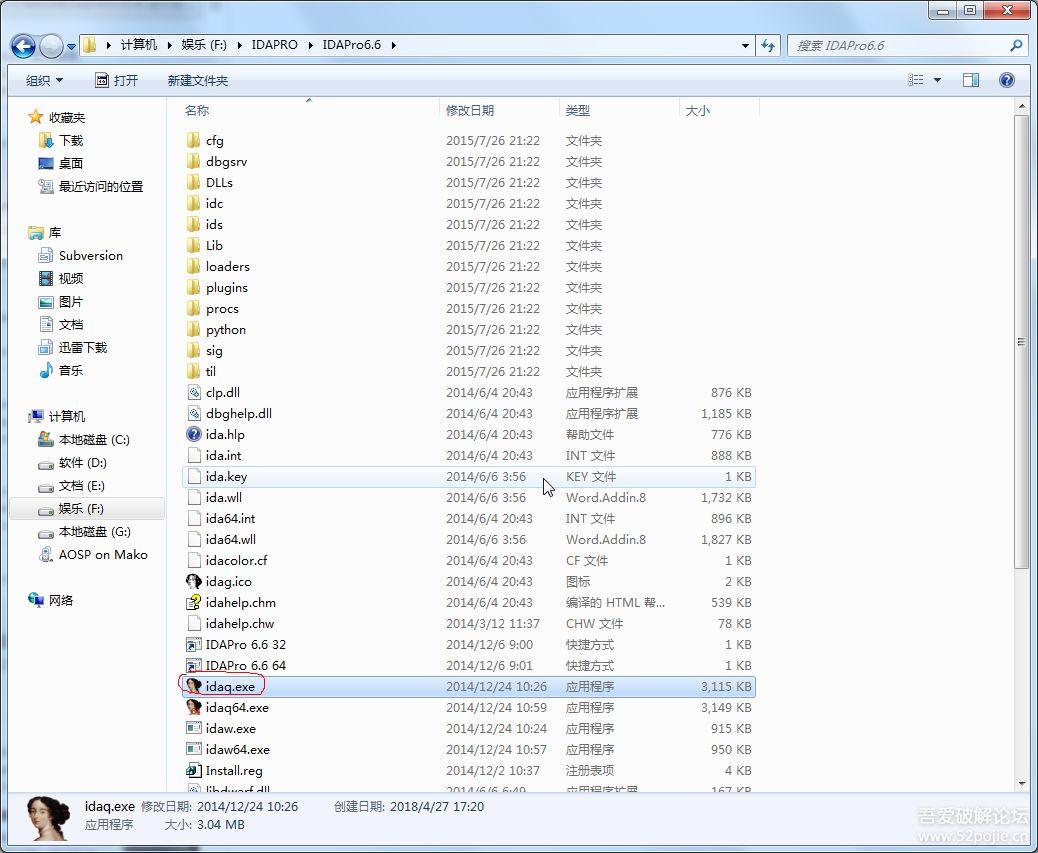 计算机 娱乐 (F:) IDAPRO IDAPro6.6
搜索 IDAPro6.6
组织 打开 新建文件夹
名称 修改日期 类型 大小
收藏夹
下载
桌面
最近访问的位置
库
Subversion
视频
图片
文档
迅雷下载
音乐
计算机
本地磁盘 (C:)
软件 (D:)
文档 (E:)
娱乐 (F:)
本地磁盘 (G:)
AOSP on Mako
网络
cfg 2015/7/26 21:22 文件夹
dbgsrv 2015/7/26 21:22 文件夹
DLLs 2015/7/26 21:22 文件夹
idc 2015/7/26 21:22 文件夹
ids 2015/7/26 21:22 文件夹
Lib 2015/7/26 21:22 文件夹
loaders 2015/7/26 21:22 文件夹
plugins 2015/7/26 21:22 文件夹
procs 2015/7/26 21:22 文件夹
python 2015/7/26 21:22 文件夹
sig 2015/7/26 21:22 文件夹
til 2015/7/26 21:22 文件夹
clp.dll 2014/6/4 20:43 应用程序扩展 876 KB
dbghelp.dll 2014/6/4 20:43 应用程序扩展 1,185 KB
ida.hlp 2014/6/4 20:43 帮助文件 776 KB
ida.int 2014/6/4 20:43 INT 文件 888 KB
ida.key 2014/6/6 3:56 KEY 文件 1 KB
ida.wll 2014/6/6 3:56 Word.Addin.8 1,732 KB
ida64.int 2014/6/4 20:43 INT 文件 896 KB
ida64.wll 2014/6/6 3:56 Word.Addin.8 1,827 KB
idacolor.cf 2014/6/4 20:43 CF 文件 1 KB
idag.ico 2014/6/4 20:43 图标 2 KB
idahelp.chm 2014/6/4 20:43 编译的 HTML 帮... 539 KB
idahelp.chw 2014/3/12 11:37 CHW 文件 78 KB
IDAPro 6.6 32 2014/12/6 9:00 快捷方式 1 KB
IDAPro 6.6 64 2014/12/6 9:01 快捷方式 1 KB
idaq.exe 2014/12/24 10:26 应用程序 3,115 KB
idaq64.exe 2014/12/24 10:59 应用程序 3,149 KB
idaw.exe 2014/12/24 10:24 应用程序 915 KB
idaw64.exe 2014/12/24 10:57 应用程序 950 KB
Install.reg 2014/12/2 10:37 注册表项 4 KB
libdwarf.dll 2014/6/6 6:49 应用程序扩展 167 KB
idaq.exe 修改日期: 2014/12/24 10:26 创建日期: 2018/4/27 17:20
应用程序 大小: 3.04 MB
吾爱破解论坛
www.52pojie.cn